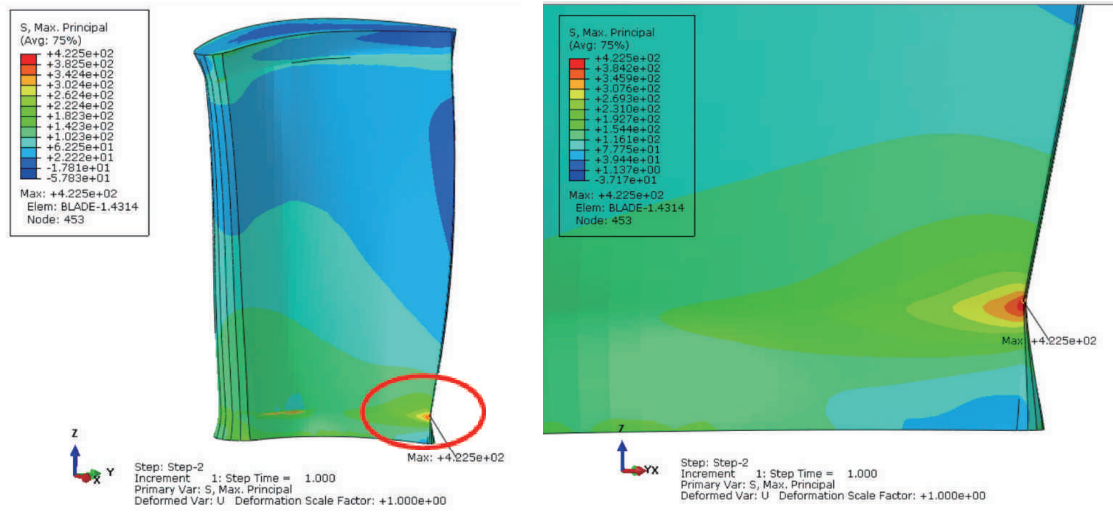 S, Max. Principal
(Avg: 75%)
+4.225e+02
+3.825e+02
+3.424e+02
+3.024e+02
+2.624e+02
+2.224e+02
+1.823e+02
+1.423e+02
+1.023e+02
+6.225e+01
+2.222e+01
-1.781e+01
-5.783e+01
Max: +4.225e+02
Elem: BLADE-1.4314
Node: 453
Max: +4.225e+02
Z
Y
X
Step: Step-2
Increment 1: Step Time = 1.000
Primary Var: S, Max. Principal
Deformed Var: U Deformation Scale Factor: +1.000e+00
S, Max. Principal
(Avg: 75%)
+4.225e+02
+3.842e+02
+3.459e+02
+3.076e+02
+2.693e+02
+2.310e+02
+1.927e+02
+1.544e+02
+1.161e+02
+7.775e+01
+3.944e+01
+1.137e+00
-3.717e+01
Max: +4.225e+02
Elem: BLADE-1.4314
Node: 453
Max: +4.225e+02
Z
YX
Step: Step-2
Increment 1: Step Time = 1.000
Primary Var: S, Max. Principal
Deformed Var: U Deformation Scale Factor: +1.000e+00